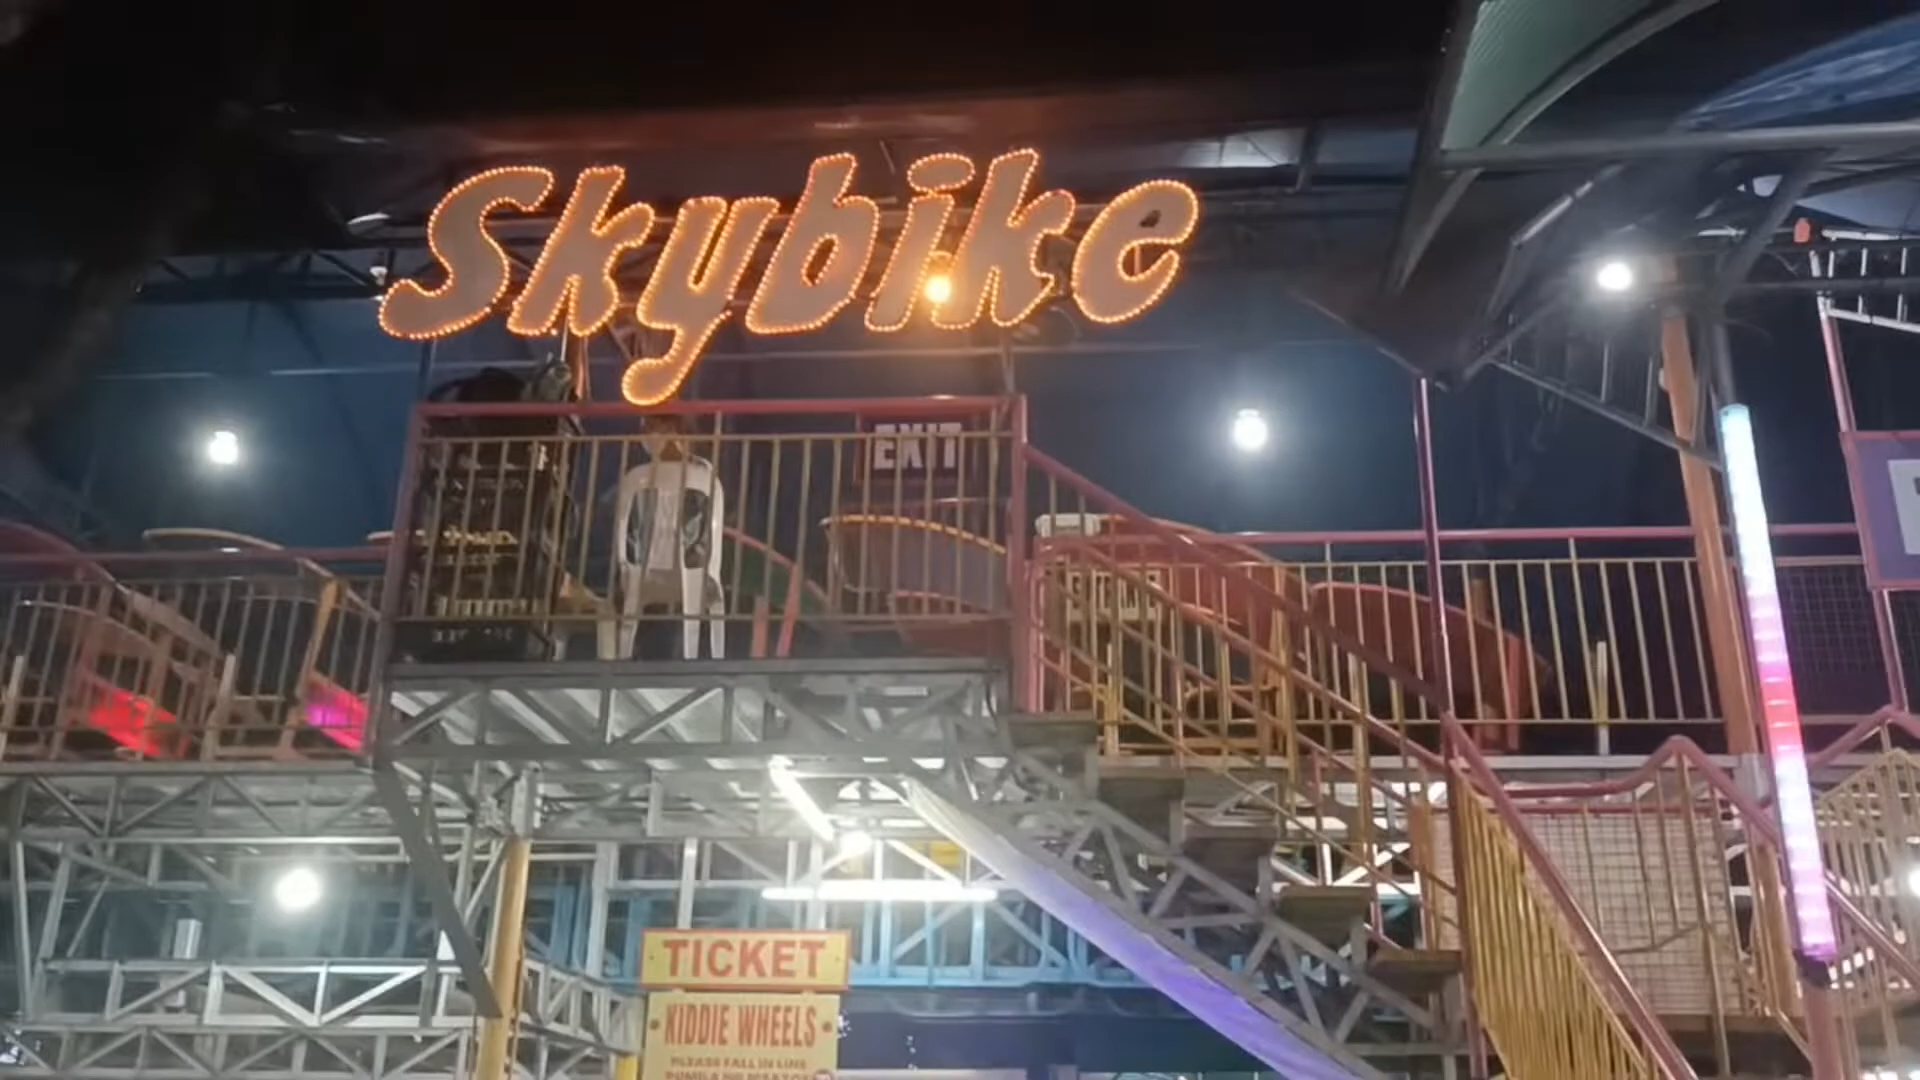 Skybike
EXIT
TICKET
KIDDIE WHEELS
PLEASE FALL IN LINE